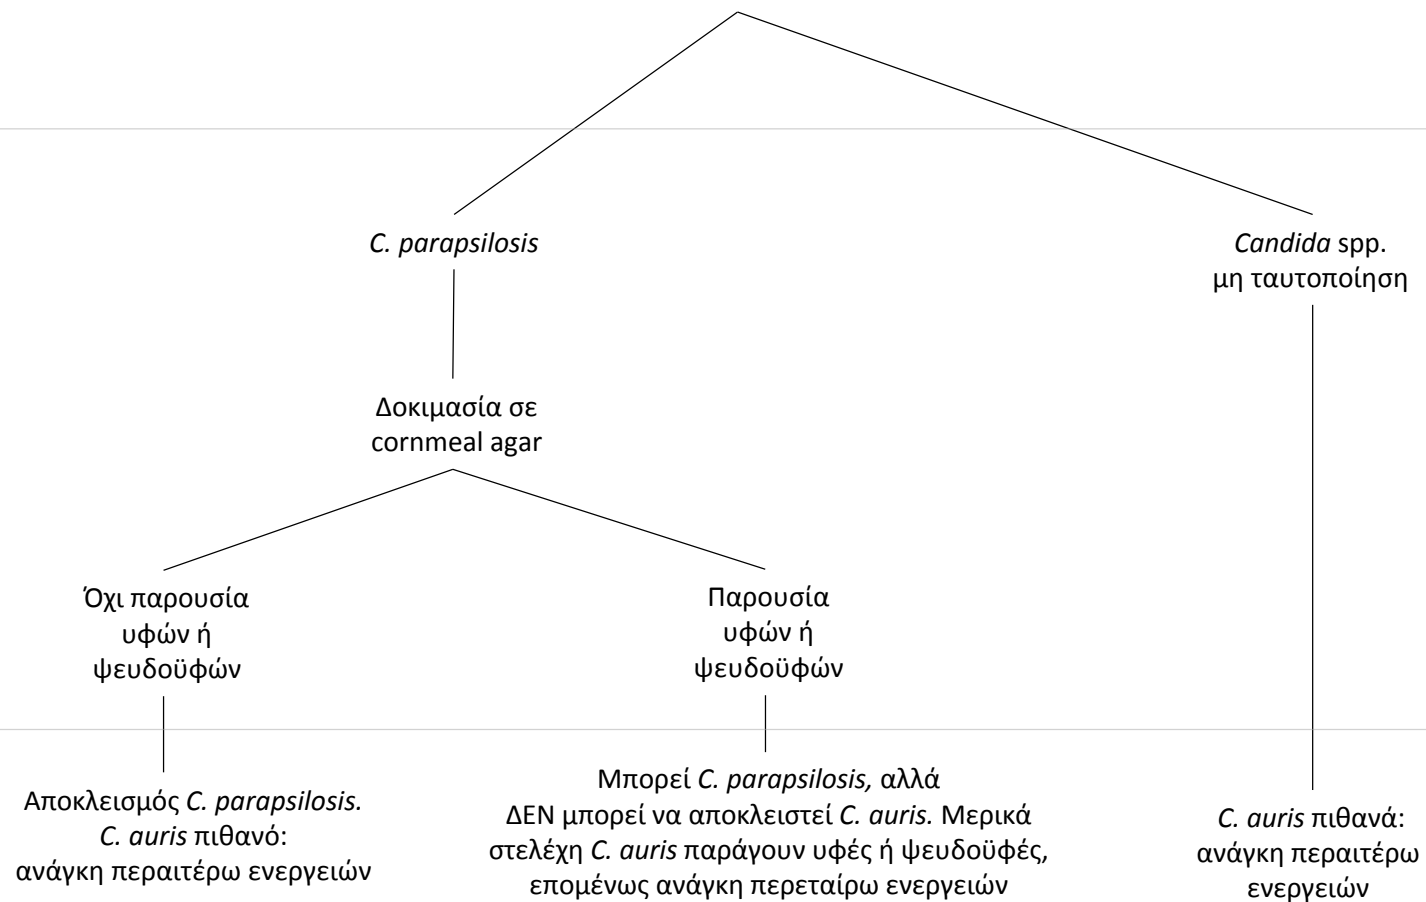 C. parapsilosis
Candida spp.
μη ταυτοποίηση
Δοκιμασία σε
cornmeal agar
Όχι παρουσία
υφών ή
ψευδοϋφών
Παρουσία
υφών ή
ψευδοϋφών
Αποκλεισμός C. parapsilosis.
C. auris πιθανό:
ανάγκη περαιτέρω ενεργειών
Μπορεί C. parapsilosis, αλλά
ΔΕΝ μπορεί να αποκλειστεί C. auris. Μερικά
στελέχη C. auris παράγουν υφές ή ψευδοϋφές,
επομένως ανάγκη περεταίρω ενεργειών
C. auris πιθανά:
ανάγκη περαιτέρω
ενεργειών